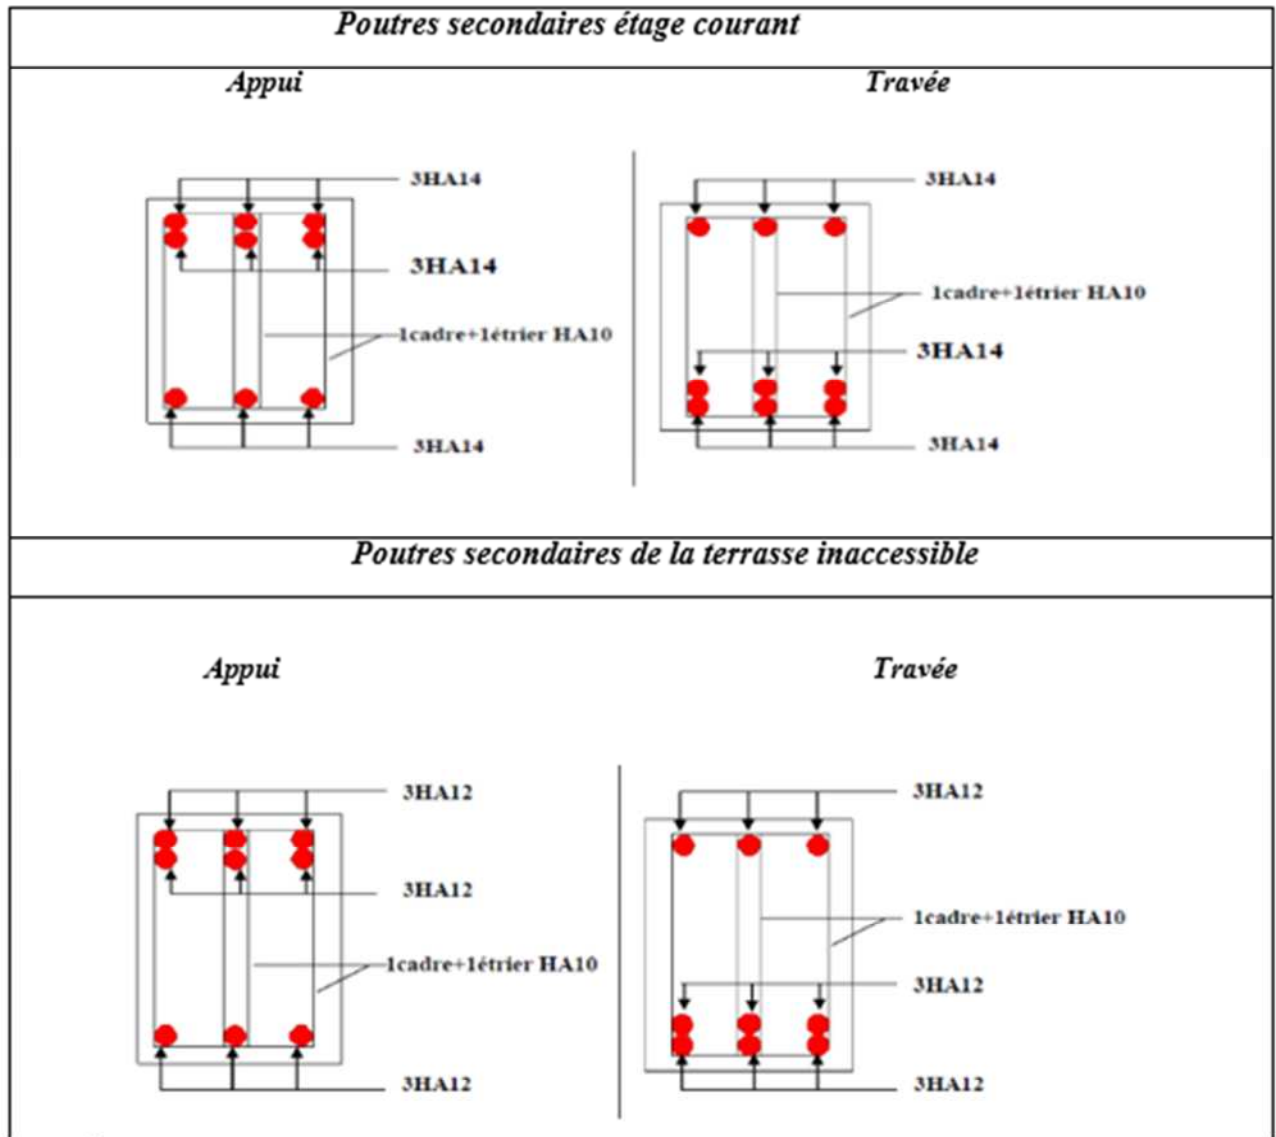 Poutres secondaires étage courant
Appui
Travée
3HA14
3HA14
1cadre+1étrier HA10
3HA14
3HA14
1cadre+1étrier HA10
3HA14
3HA14
Poutres secondaires de la terrasse inaccessible
Appui
Travée
3HA12
3HA12
1cadre+1étrier HA10
3HA12
3HA12
1cadre+1étrier HA10
3HA12
3HA12